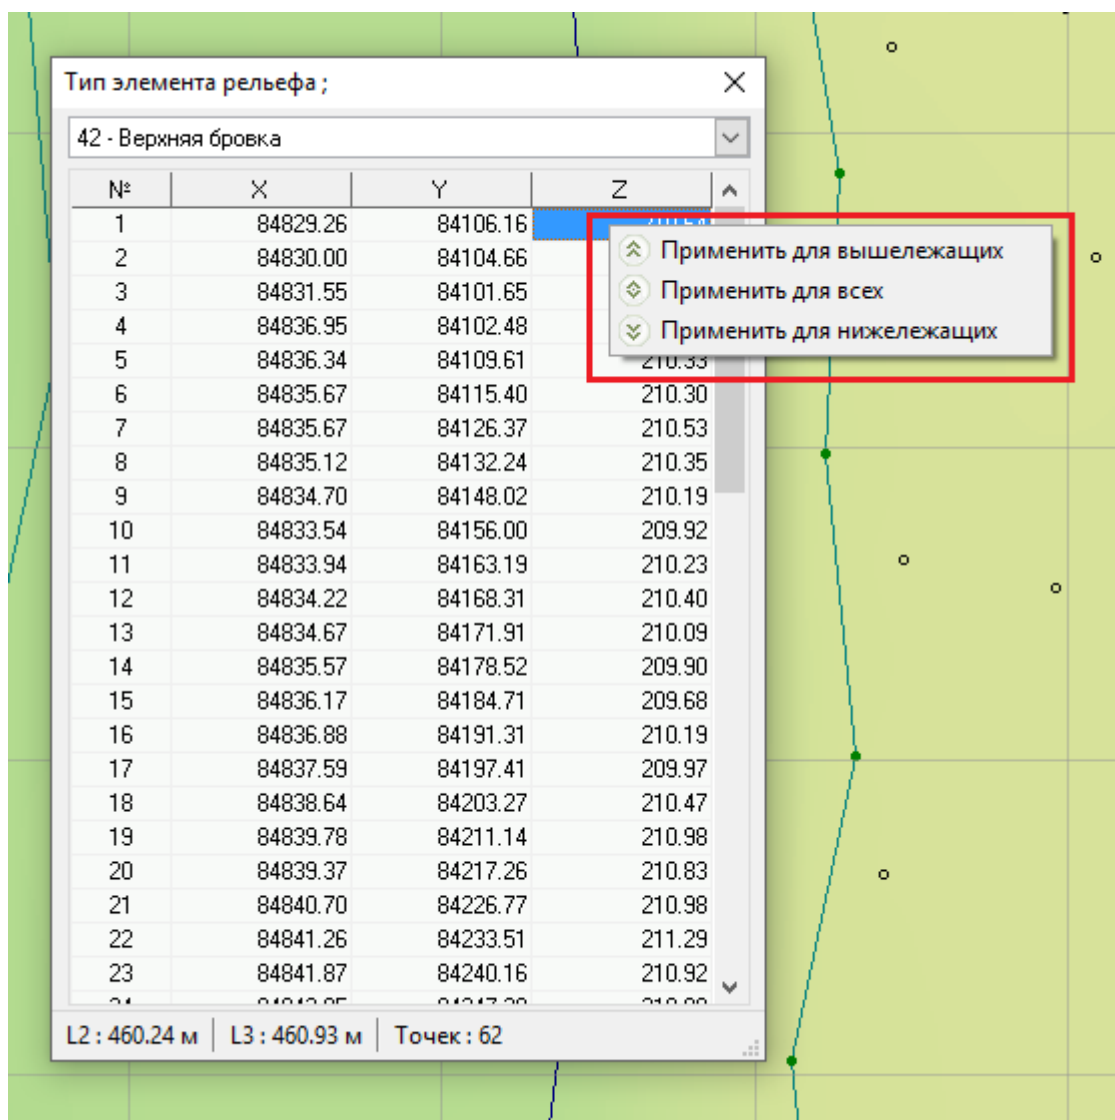 Тип элемента рельефа ;
42 - Верхняя бровка
№ X Y Z
1 84829.26 84106.16
Применить для вышележащих
2 84830.00 84104.66
Применить для всех
3 84831.55 84101.65
Применить для нижележащих
4 84836.95 84102.48
5 84836.34 84109.61 210.33
6 84835.67 84115.40 210.30
7 84835.67 84126.37 210.53
8 84835.12 84132.24 210.35
9 84834.70 84148.02 210.19
10 84833.54 84156.00 209.92
11 84833.94 84163.19 210.23
12 84834.22 84168.31 210.40
13 84834.67 84171.91 210.09
14 84835.57 84178.52 209.90
15 84836.17 84184.71 209.68
16 84836.88 84191.31 210.19
17 84837.59 84197.41 209.97
18 84838.64 84203.27 210.47
19 84839.78 84211.14 210.98
20 84839.37 84217.26 210.83
21 84840.70 84226.77 210.98
22 84841.26 84233.51 211.29
23 84841.87 84240.16 210.92
L2 : 460.24 м L3 : 460.93 м Точек : 62